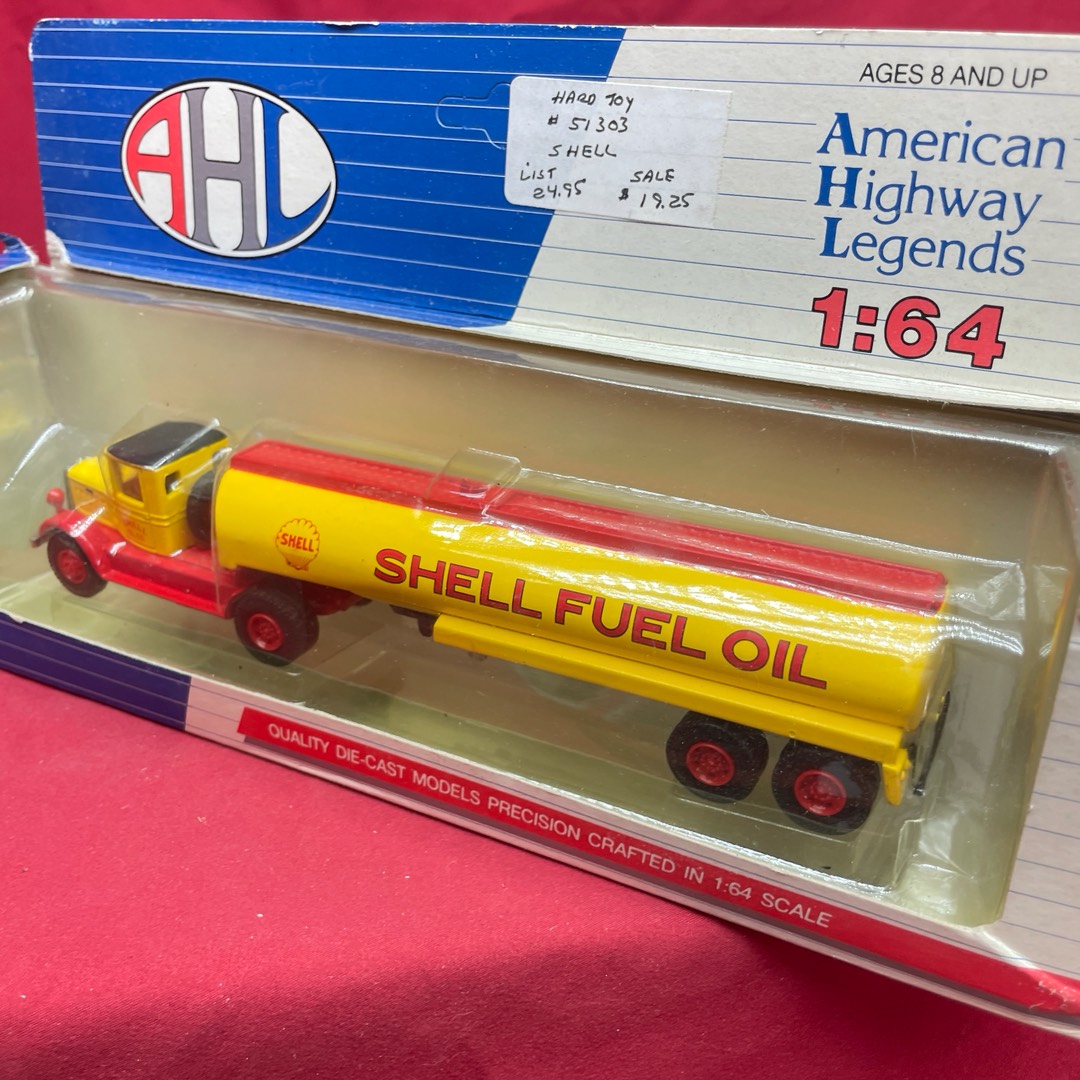 AHL
HARD TOY
# 51303
SHELL
LIST SALE
24.95 $19.25
AGES 8 AND UP
American
Highway
Legends
1:64
SHELL
SHELL FUEL OIL
QUALITY DIE-CAST MODELS PRECISION CRAFTED IN 1:64 SCALE